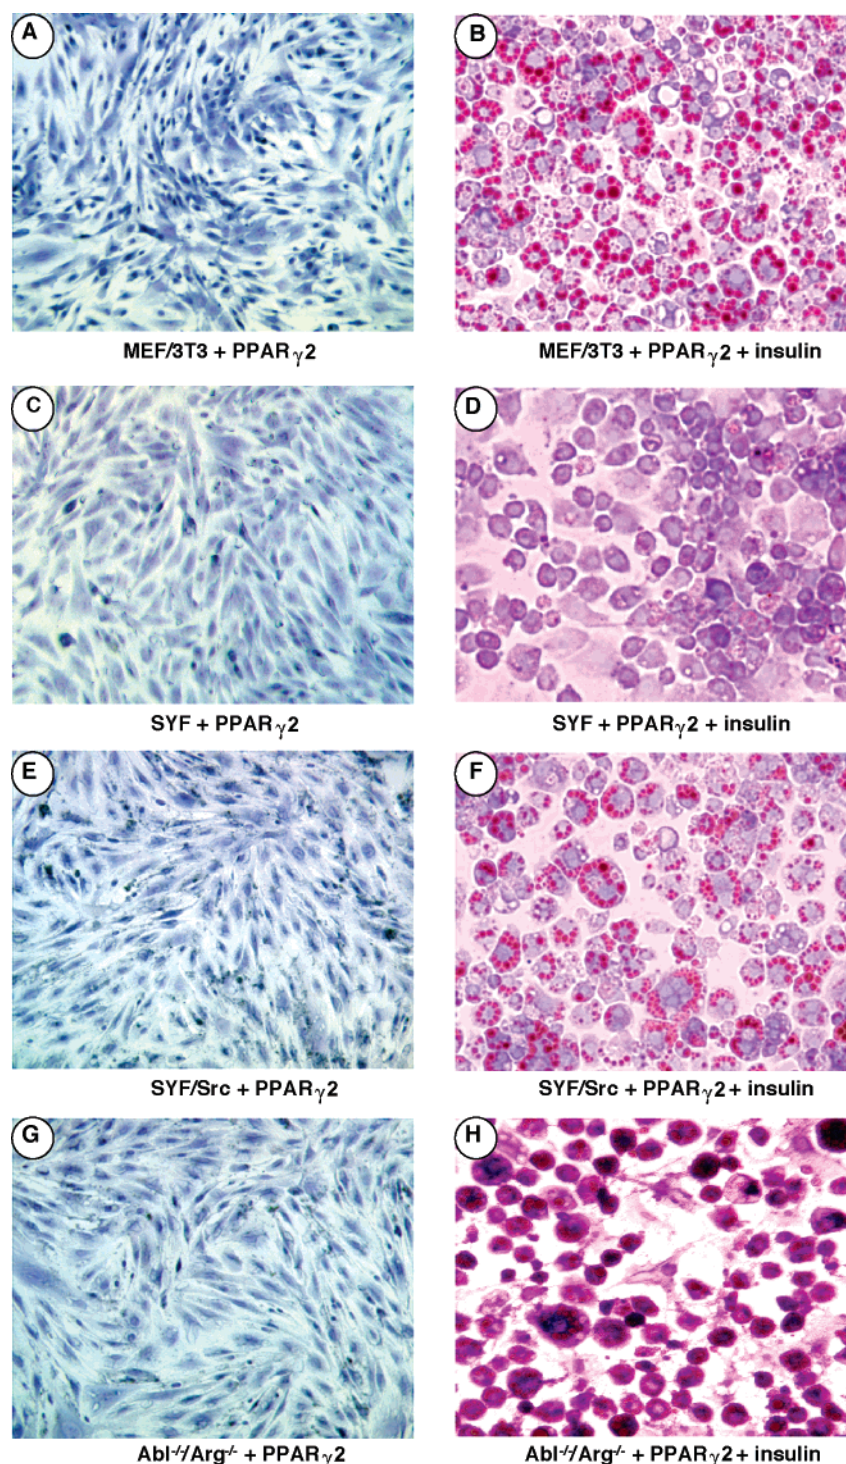 A
B
MEF/3T3 + PPARγ2
MEF/3T3 + PPARγ2 + insulin
C
D
SYF + PPARγ2
SYF + PPARγ2 + insulin
E
F
SYF/Src + PPARγ2
SYF/Src + PPARγ2 + insulin
G
H
Abl-/-/Arg-/- + PPARγ2
Abl-/-/Arg-/- + PPARγ2 + insulin